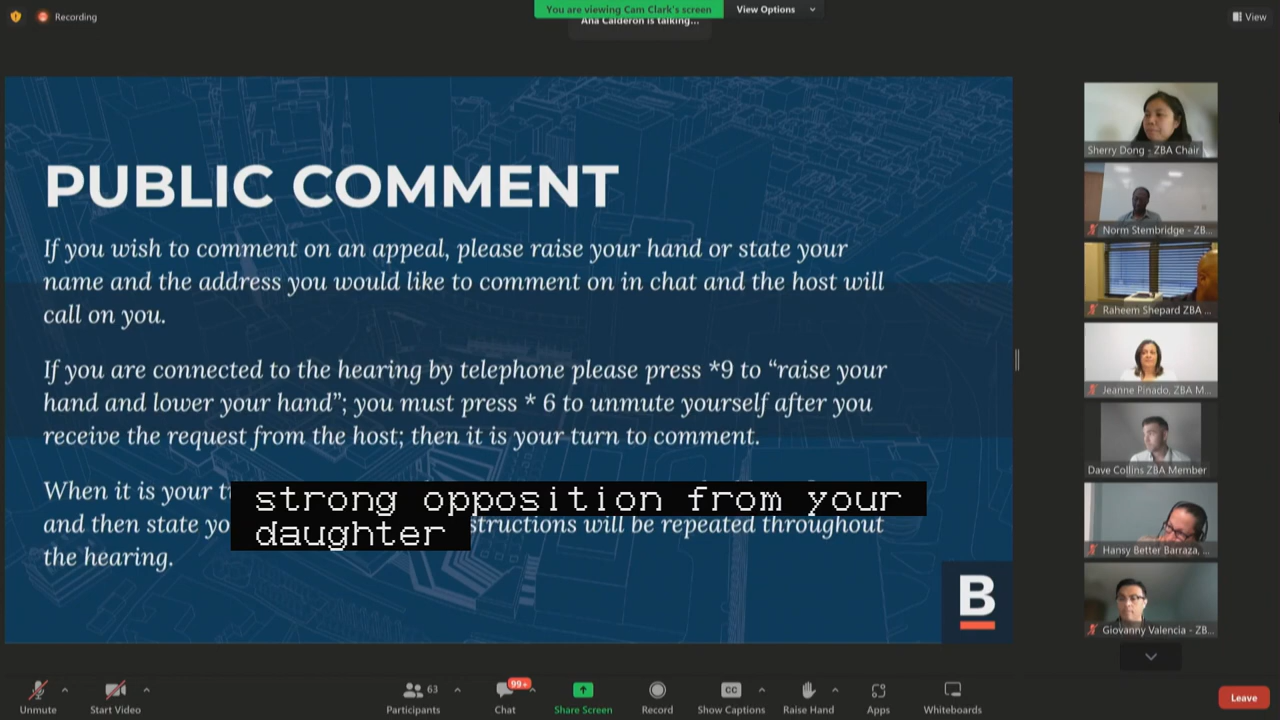 Recording
You are viewing Cam Clark's screen
View Options
Ana Calderon is talking...
View
PUBLIC COMMENT
If you wish to comment on an appeal, please raise your hand or state your
name and the address you would like to comment on in chat and the host will
call on you.
If you are connected to the hearing by telephone please press *9 to “raise your
hand and lower your hand”; you must press * 6 to unmute yourself after you
receive the request from the host; then it is your turn to comment.
When it is your
and then state
structions will be repeated throughout
the hearing.
strong opposition from your
daughter
B
Sherry Dong - ZBA Chair
Norm Stembridge - ZB...
Raheem Shepard ZBA ...
Jeanne Pinado, ZBA M...
Dave Collins ZBA Member
Hansy Better Barraza, ...
Giovanny Valencia - ZB...
Unmute
Start Video
Participants
63
Chat
99+
Share Screen
Record
CC
Show Captions
Raise Hand
Apps
Whiteboards
Leave